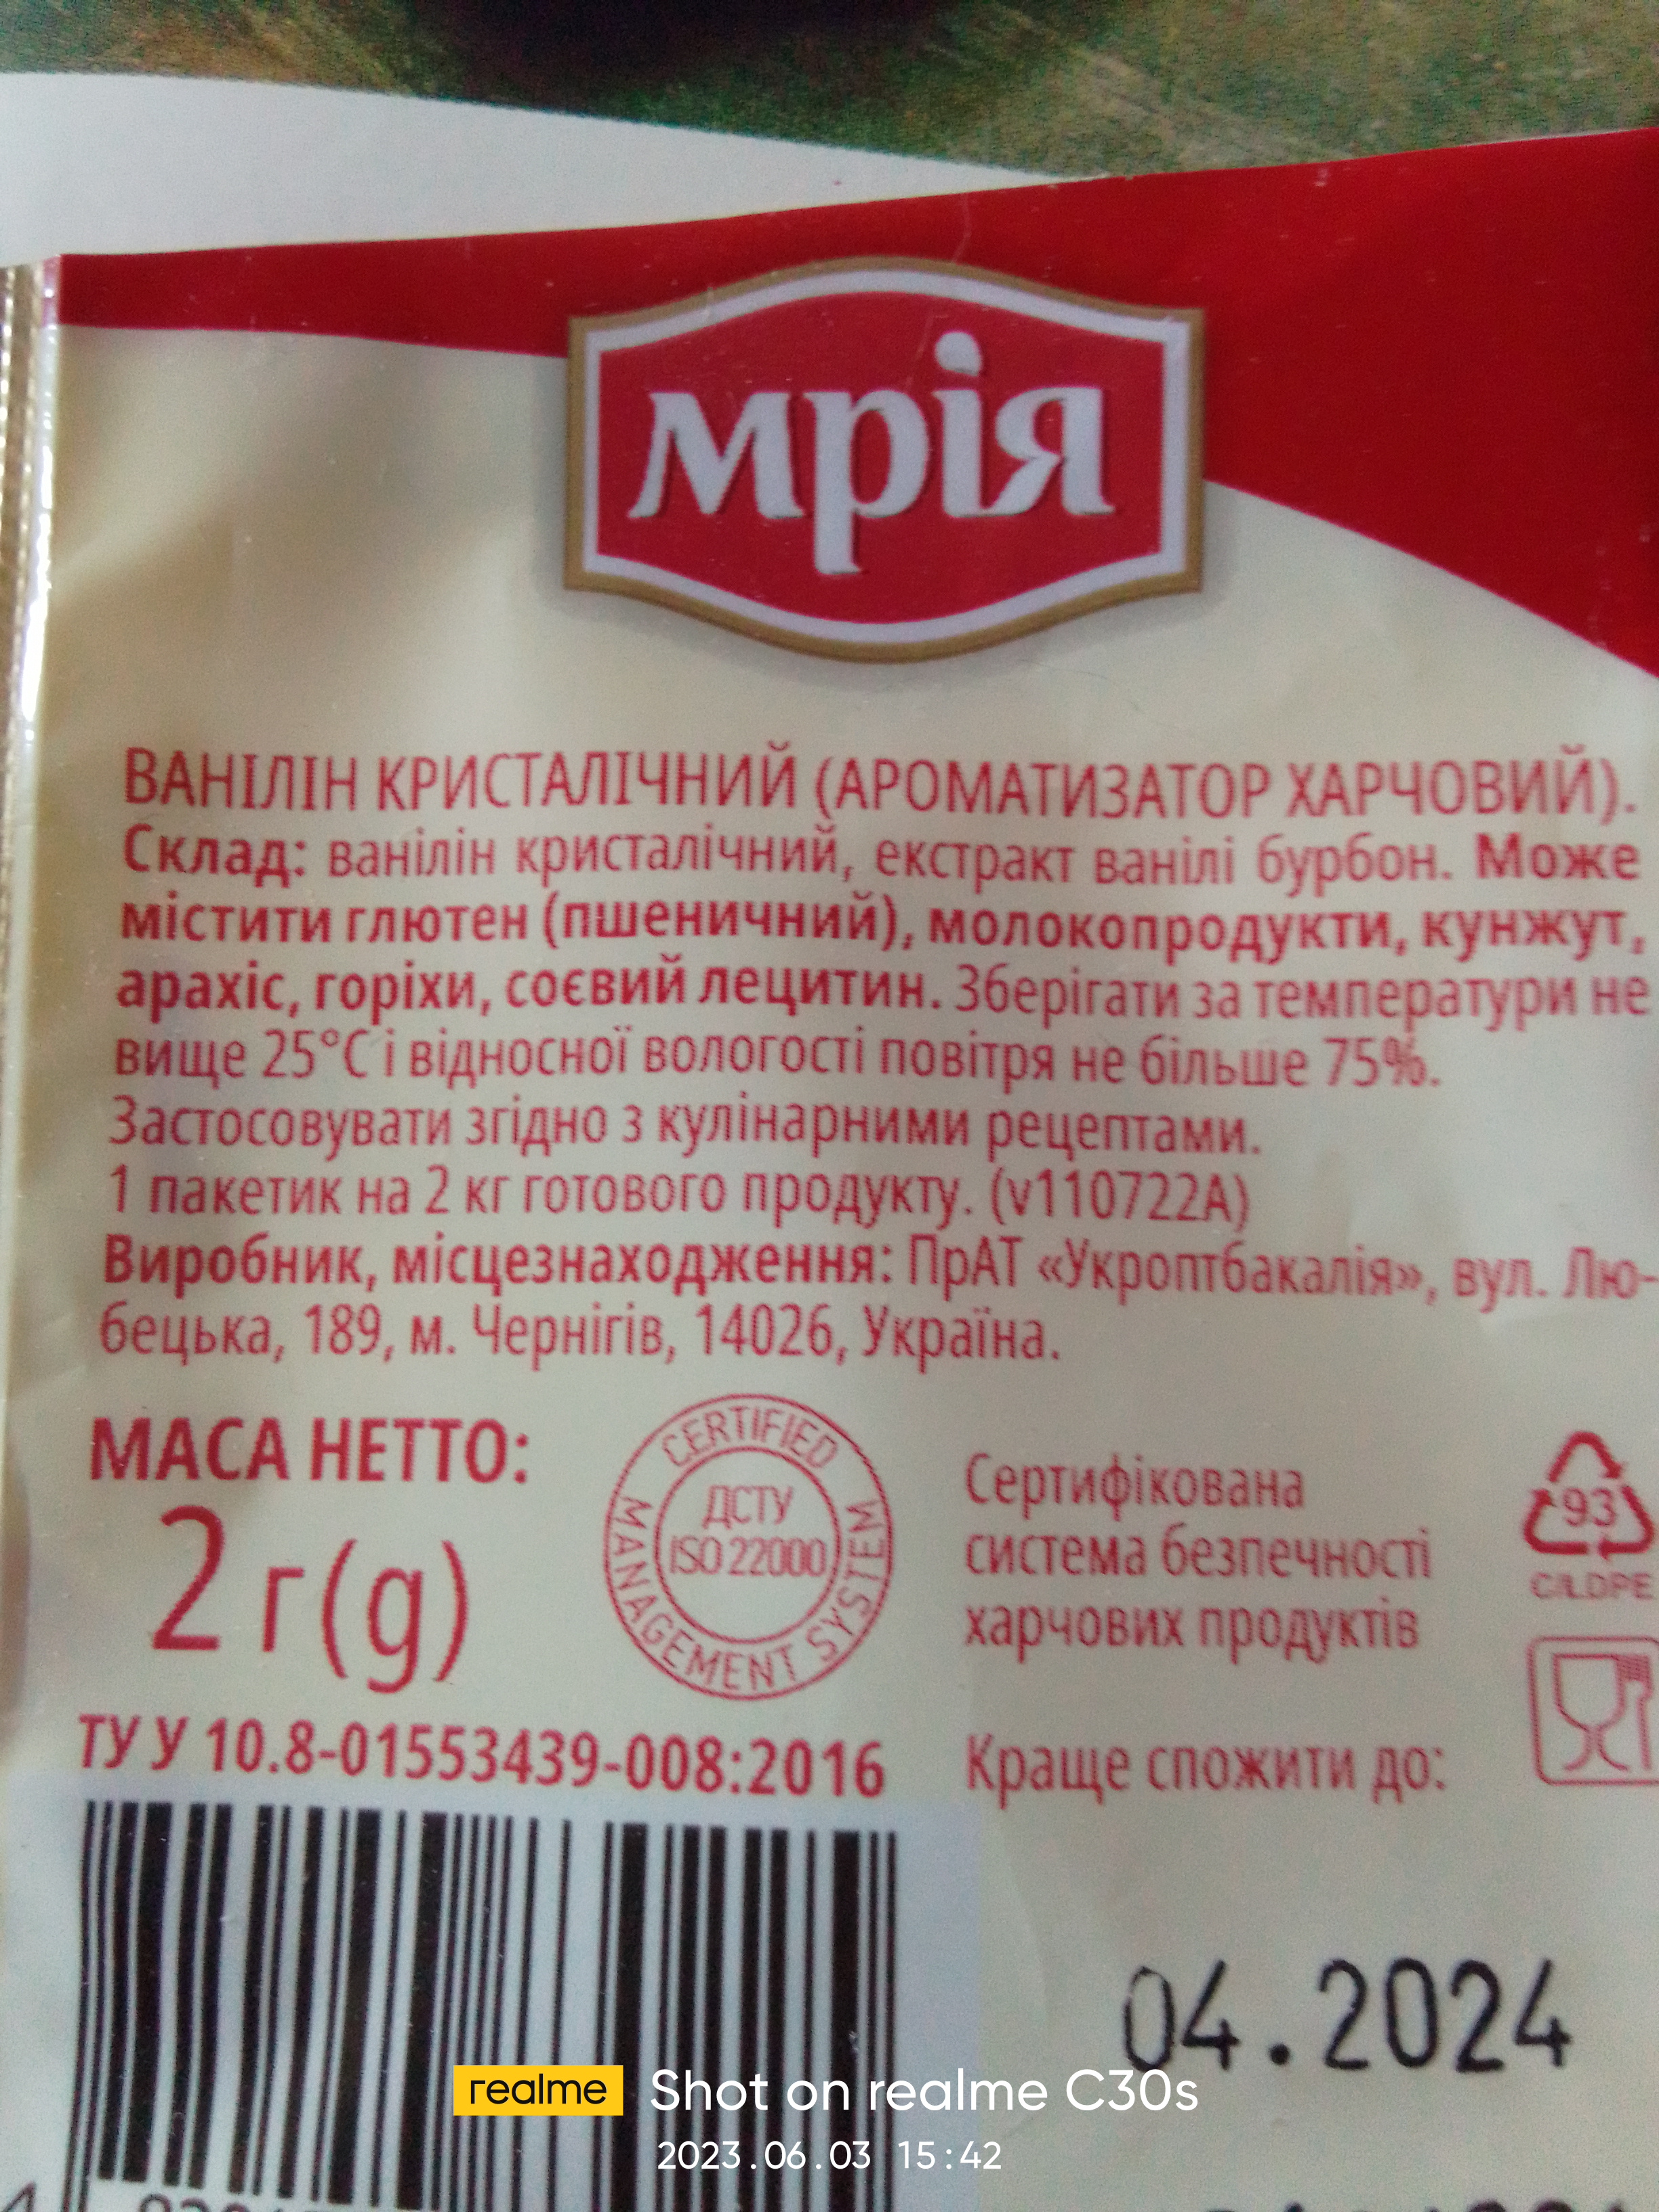 мрія
ВАНІЛІН КРИСТАЛІЧНИЙ (АРОМАТИЗАТОР ХАРЧОВИЙ).
Склад: ванілін кристалічний, екстракт ванілі бурбон. Може
містити глютен (пшеничний), молокопродукти, кунжут,
арахіс, горіхи, соєвий лецитин. Зберігати за температури не
вище 25°С і відносної вологості повітря не більше 75%.
Застосовувати згідно з кулінарними рецептами.
1 пакетик на 2 кг готового продукту. (v110722A)
Виробник, місцезнаходження: ПрАТ «Укроптбакалія», вул. Лю-
бецька, 189, м. Чернігів, 14026, Україна.
МАСА НЕТТО:
2 г(g)
CERTIFIED
MANAGEMENT SYSTEM
ДСТУ
ISO 22000
Сертифікована
система безпечності
харчових продуктів
93
C/LDPE
ТУ У 10.8-01553439-008:2016
Краще спожити до:
04.2024
realme Shot on realme C30s
2023.06.03 15:42